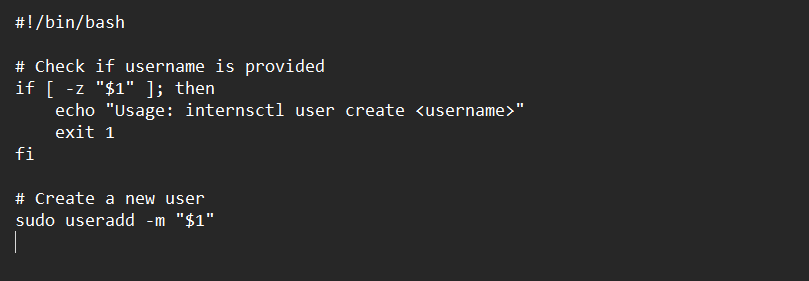 #!/bin/bash
# Check if username is provided
if [ -z "$1" ]; then
    echo "Usage: internsctl user create <username>"
    exit 1
fi
# Create a new user
sudo useradd -m "$1"